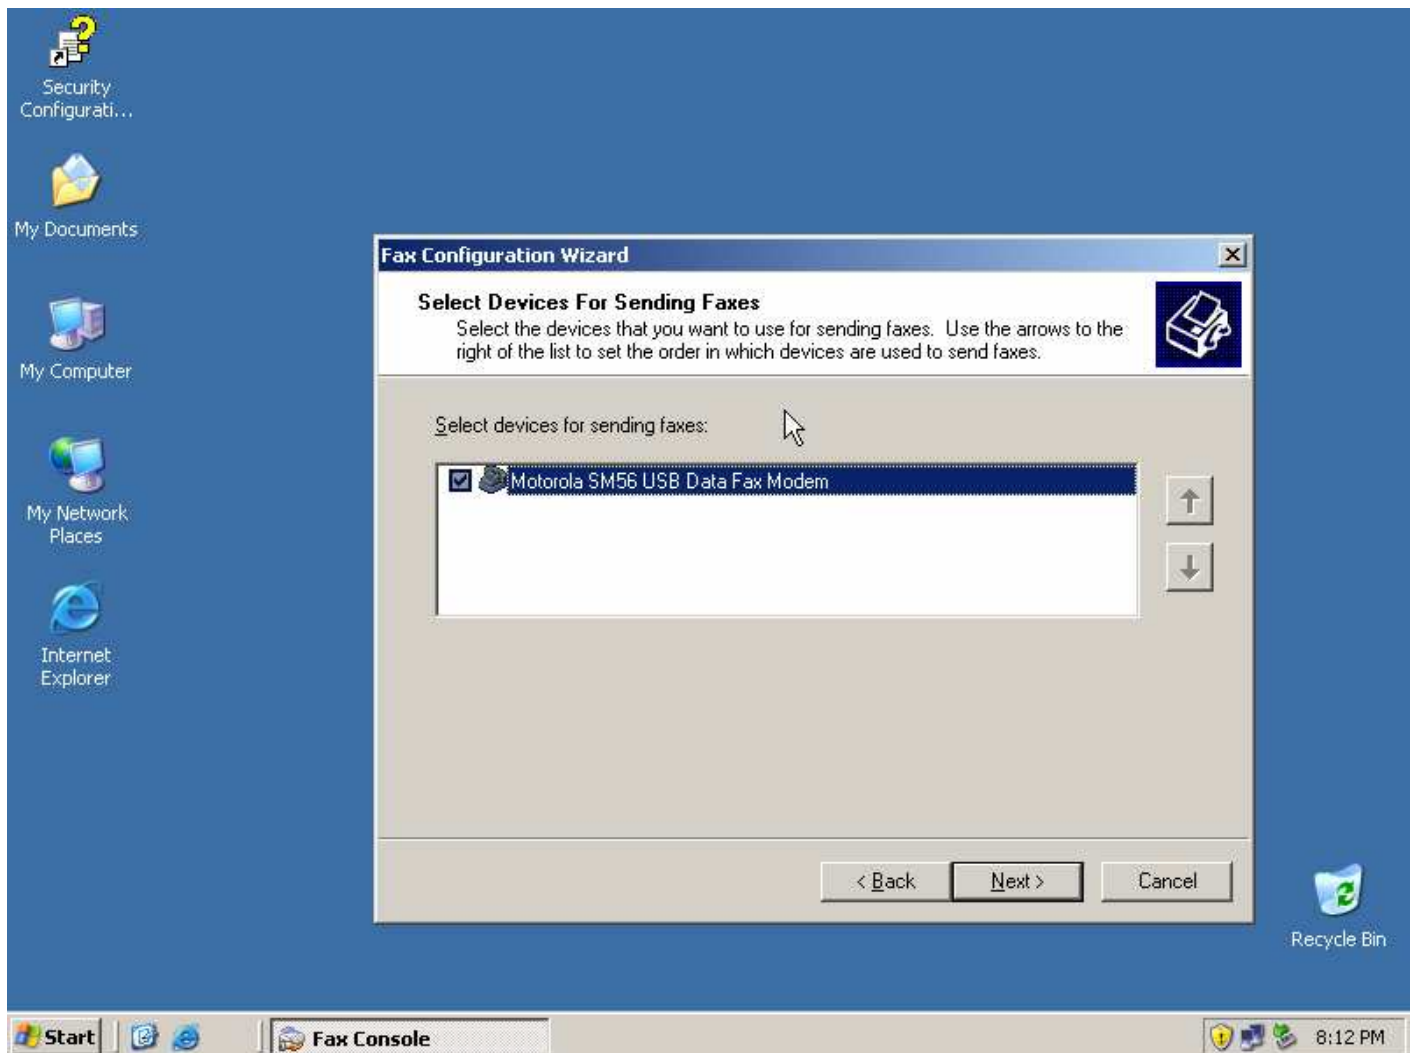 Security
Configurati...
My Documents
My Computer
My Network
Places
Internet
Explorer
Fax Configuration Wizard
Select Devices For Sending Faxes
Select the devices that you want to use for sending faxes. Use the arrows to the
right of the list to set the order in which devices are used to send faxes.
Select devices for sending faxes:
Motorola SM56 USB Data Fax Modem
< Back
Next >
Cancel
Recycle Bin
Start
Fax Console
8:12 PM